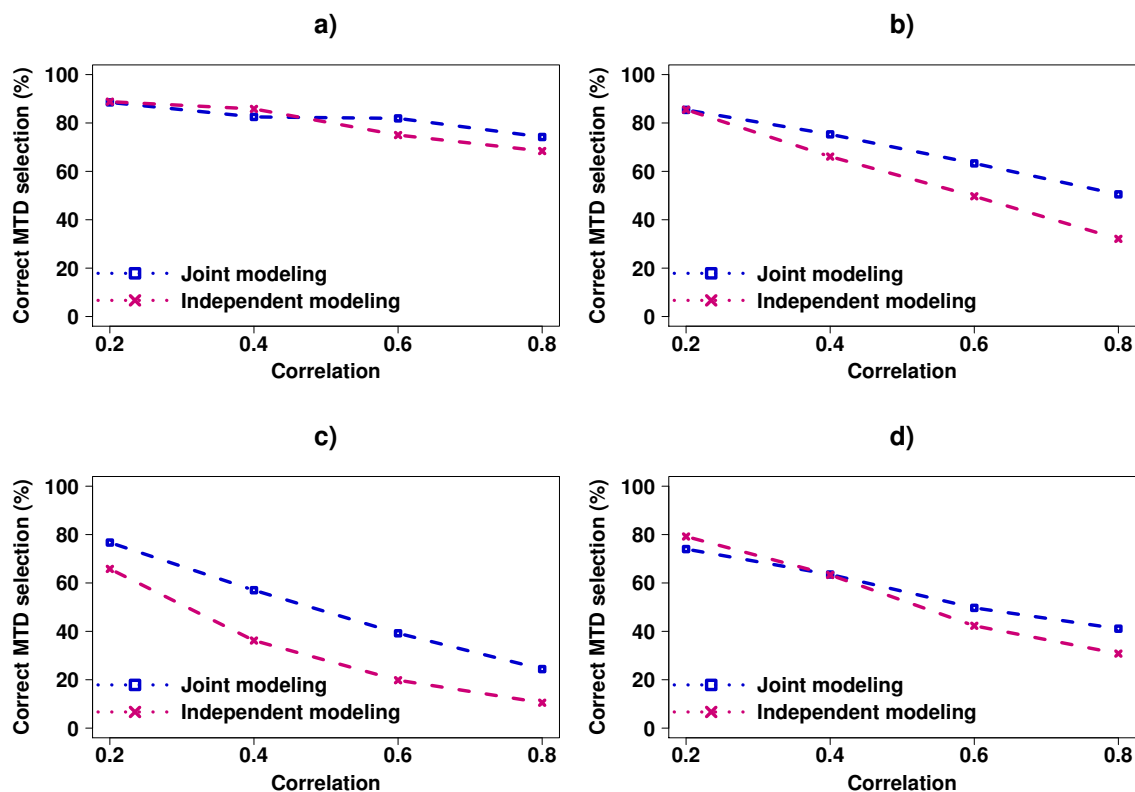 a)
Correct MTD selection (%)
100
80
60
40
20
0
Joint modeling
Independent modeling
0.2 0.4 0.6 0.8
Correlation
b)
Correct MTD selection (%)
100
80
60
40
20
0
Joint modeling
Independent modeling
0.2 0.4 0.6 0.8
Correlation
c)
Correct MTD selection (%)
100
80
60
40
20
0
Joint modeling
Independent modeling
0.2 0.4 0.6 0.8
Correlation
d)
Correct MTD selection (%)
100
80
60
40
20
0
Joint modeling
Independent modeling
0.2 0.4 0.6 0.8
Correlation